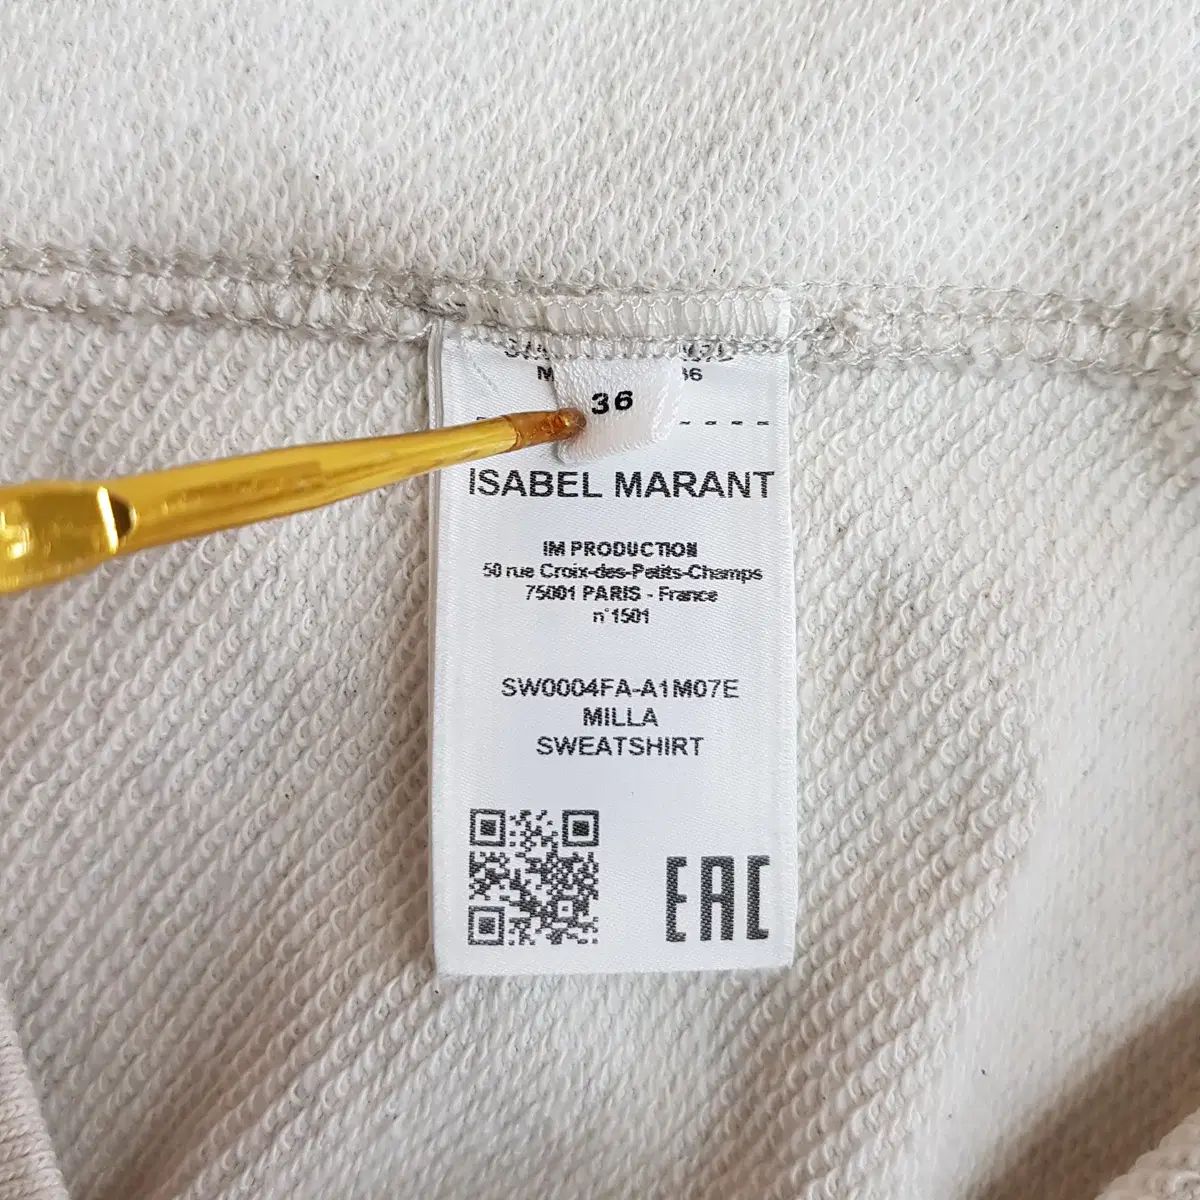 36
ISABEL MARANT
IM PRODUCTION
50 rue Croix-des-Petits-Champs
75001 PARIS - France
n°1501
SW0004FA-A1M07E
MILLA
SWEATSHIRT
EAC